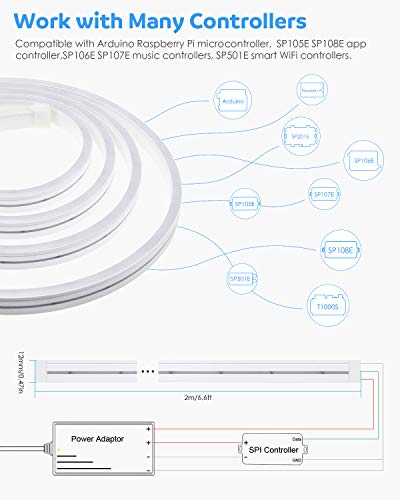 Work with Many Controllers
Compatible with Arduino Raspberry Pi microcontroller, SP105E SP108E app
controller.SP106E SP107E music controllers, SP501E smart WiFi controllers.
Arduino
Raspberry Pi
SP201E
SP106E
SP107E
SP105E
SP108E
SP501E
T1000S
12mm/0.47in
2m/6.6ft
Power Adaptor
+
+
−
SPI Controller
+
−
Data
GND